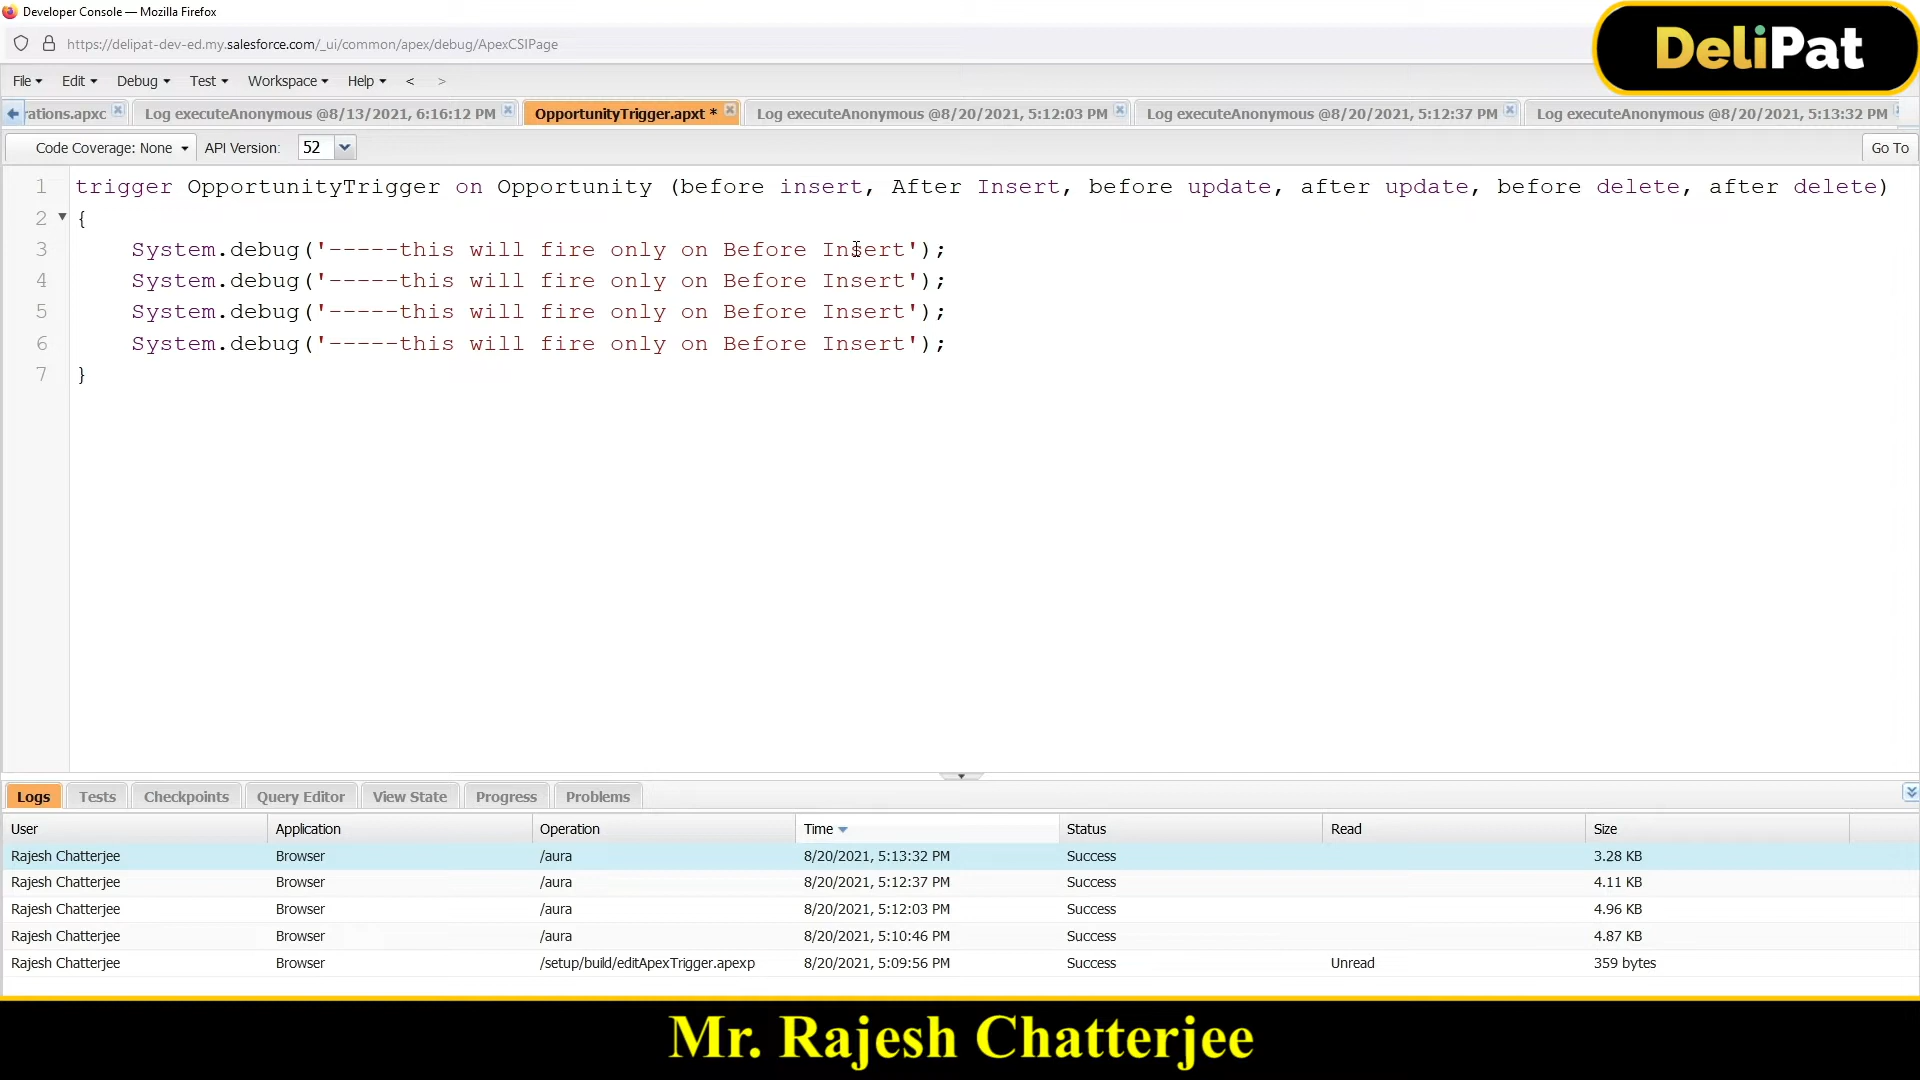 Developer Console — Mozilla Firefox
https://delipat-dev-ed.my.salesforce.com/_ui/common/apex/debug/ApexCSIPage
DeliPat
File Edit Debug Test Workspace Help < >
rations.apxc Log executeAnonymous @8/13/2021, 6:16:12 PM OpportunityTrigger.apxt * Log executeAnonymous @8/20/2021, 5:12:03 PM Log executeAnonymous @8/20/2021, 5:12:37 PM Log executeAnonymous @8/20/2021, 5:13:32 PM
Code Coverage: None API Version: 52 Go To
1 trigger OpportunityTrigger on Opportunity (before insert, After Insert, before update, after update, before delete, after delete)
2 {
3 System.debug('-----this will fire only on Before Insert');
4 System.debug('-----this will fire only on Before Insert');
5 System.debug('-----this will fire only on Before Insert');
6 System.debug('-----this will fire only on Before Insert');
7 }
Logs Tests Checkpoints Query Editor View State Progress Problems
User Application Operation Time Status Read Size
Rajesh Chatterjee Browser /aura 8/20/2021, 5:13:32 PM Success 3.28 KB
Rajesh Chatterjee Browser /aura 8/20/2021, 5:12:37 PM Success 4.11 KB
Rajesh Chatterjee Browser /aura 8/20/2021, 5:12:03 PM Success 4.96 KB
Rajesh Chatterjee Browser /aura 8/20/2021, 5:10:46 PM Success 4.87 KB
Rajesh Chatterjee Browser /setup/build/editApexTrigger.apexp 8/20/2021, 5:09:56 PM Success Unread 359 bytes
Mr. Rajesh Chatterjee